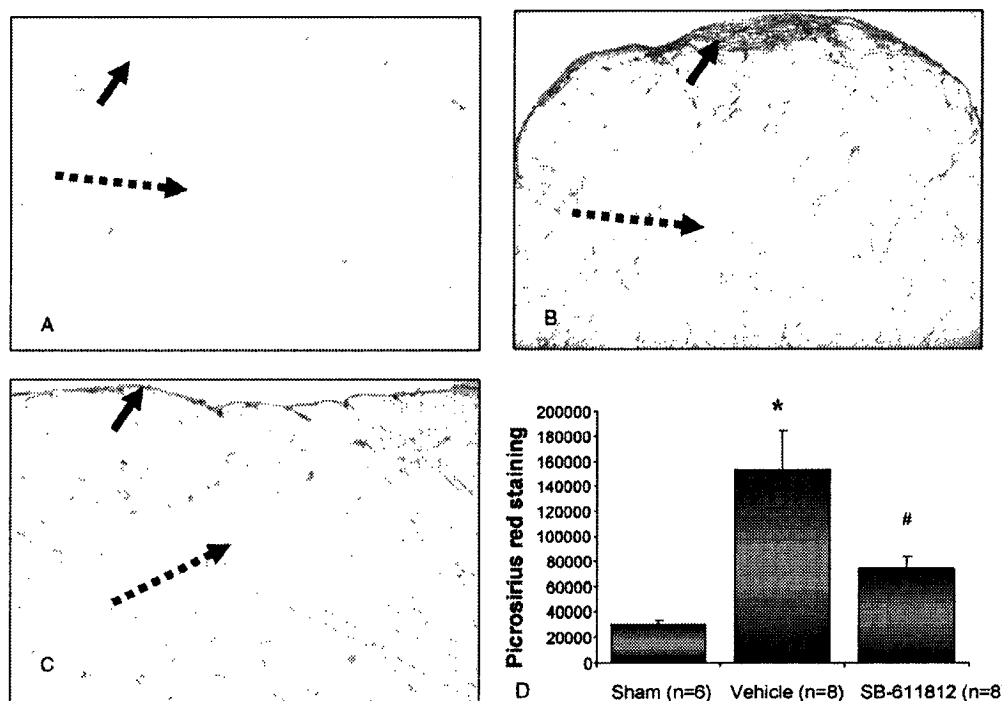 A
B
C
Picrosirius red staining
200000
180000
160000
140000
120000
100000
80000
60000
40000
20000
0
*
#
D
Sham (n=6) Vehicle (n=8) SB-611812 (n=8